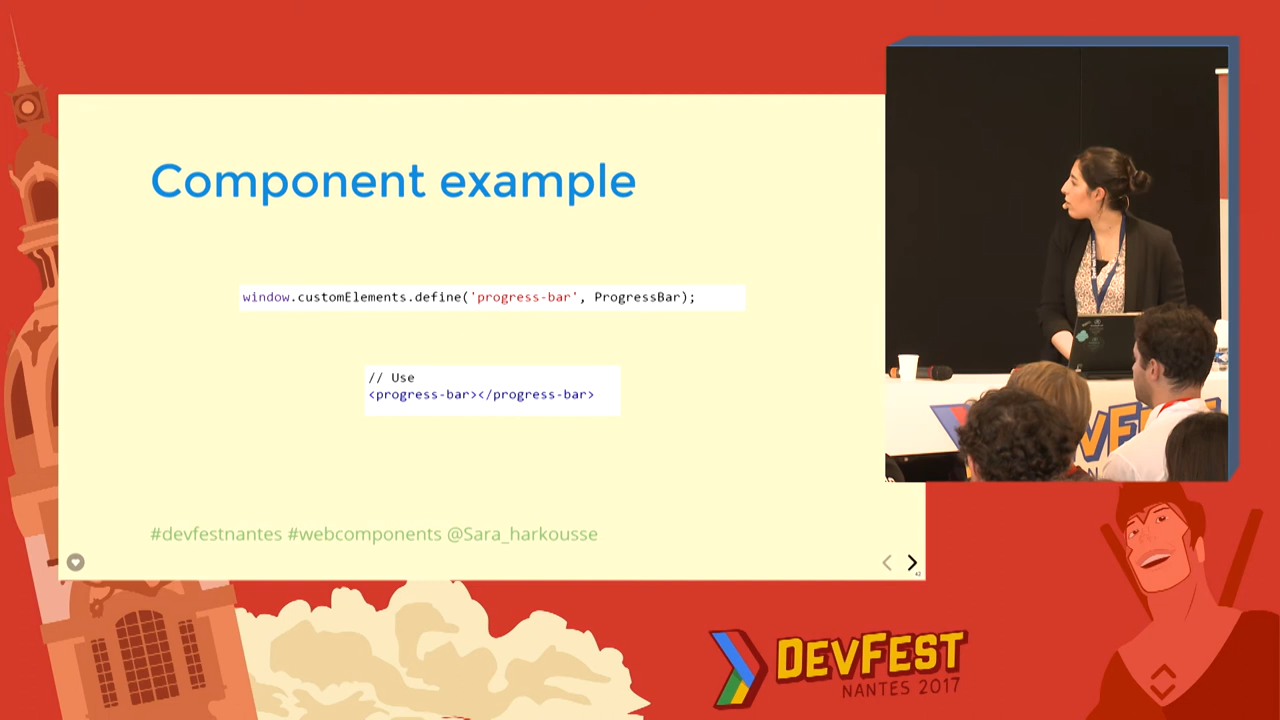 Component example
window.customElements.define('progress-bar', ProgressBar);
// Use
<progress-bar></progress-bar>
#devfestnantes #webcomponents @Sara_harkousse
42
DEVFEST
NANTES 2017